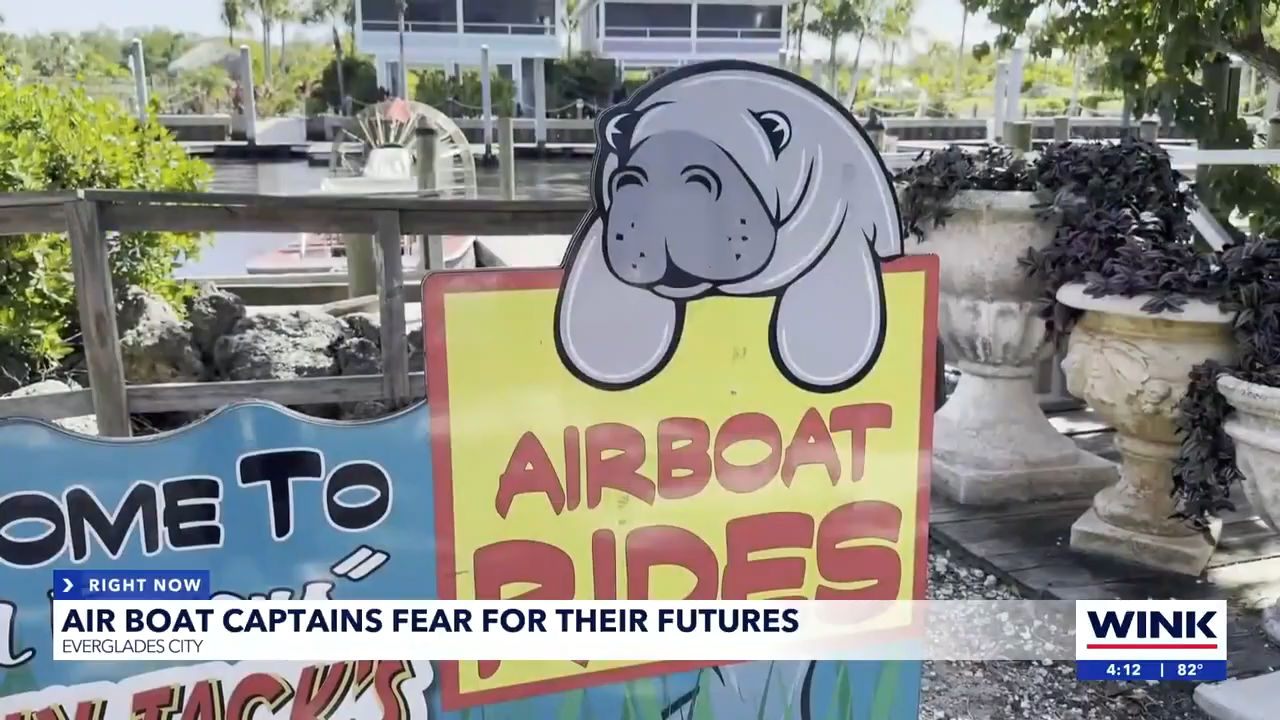 AIRBOAT
RIDES
OME TO
JACK'S
RIGHT NOW
AIR BOAT CAPTAINS FEAR FOR THEIR FUTURES
EVERGLADES CITY
WINK
4:12 | 82°